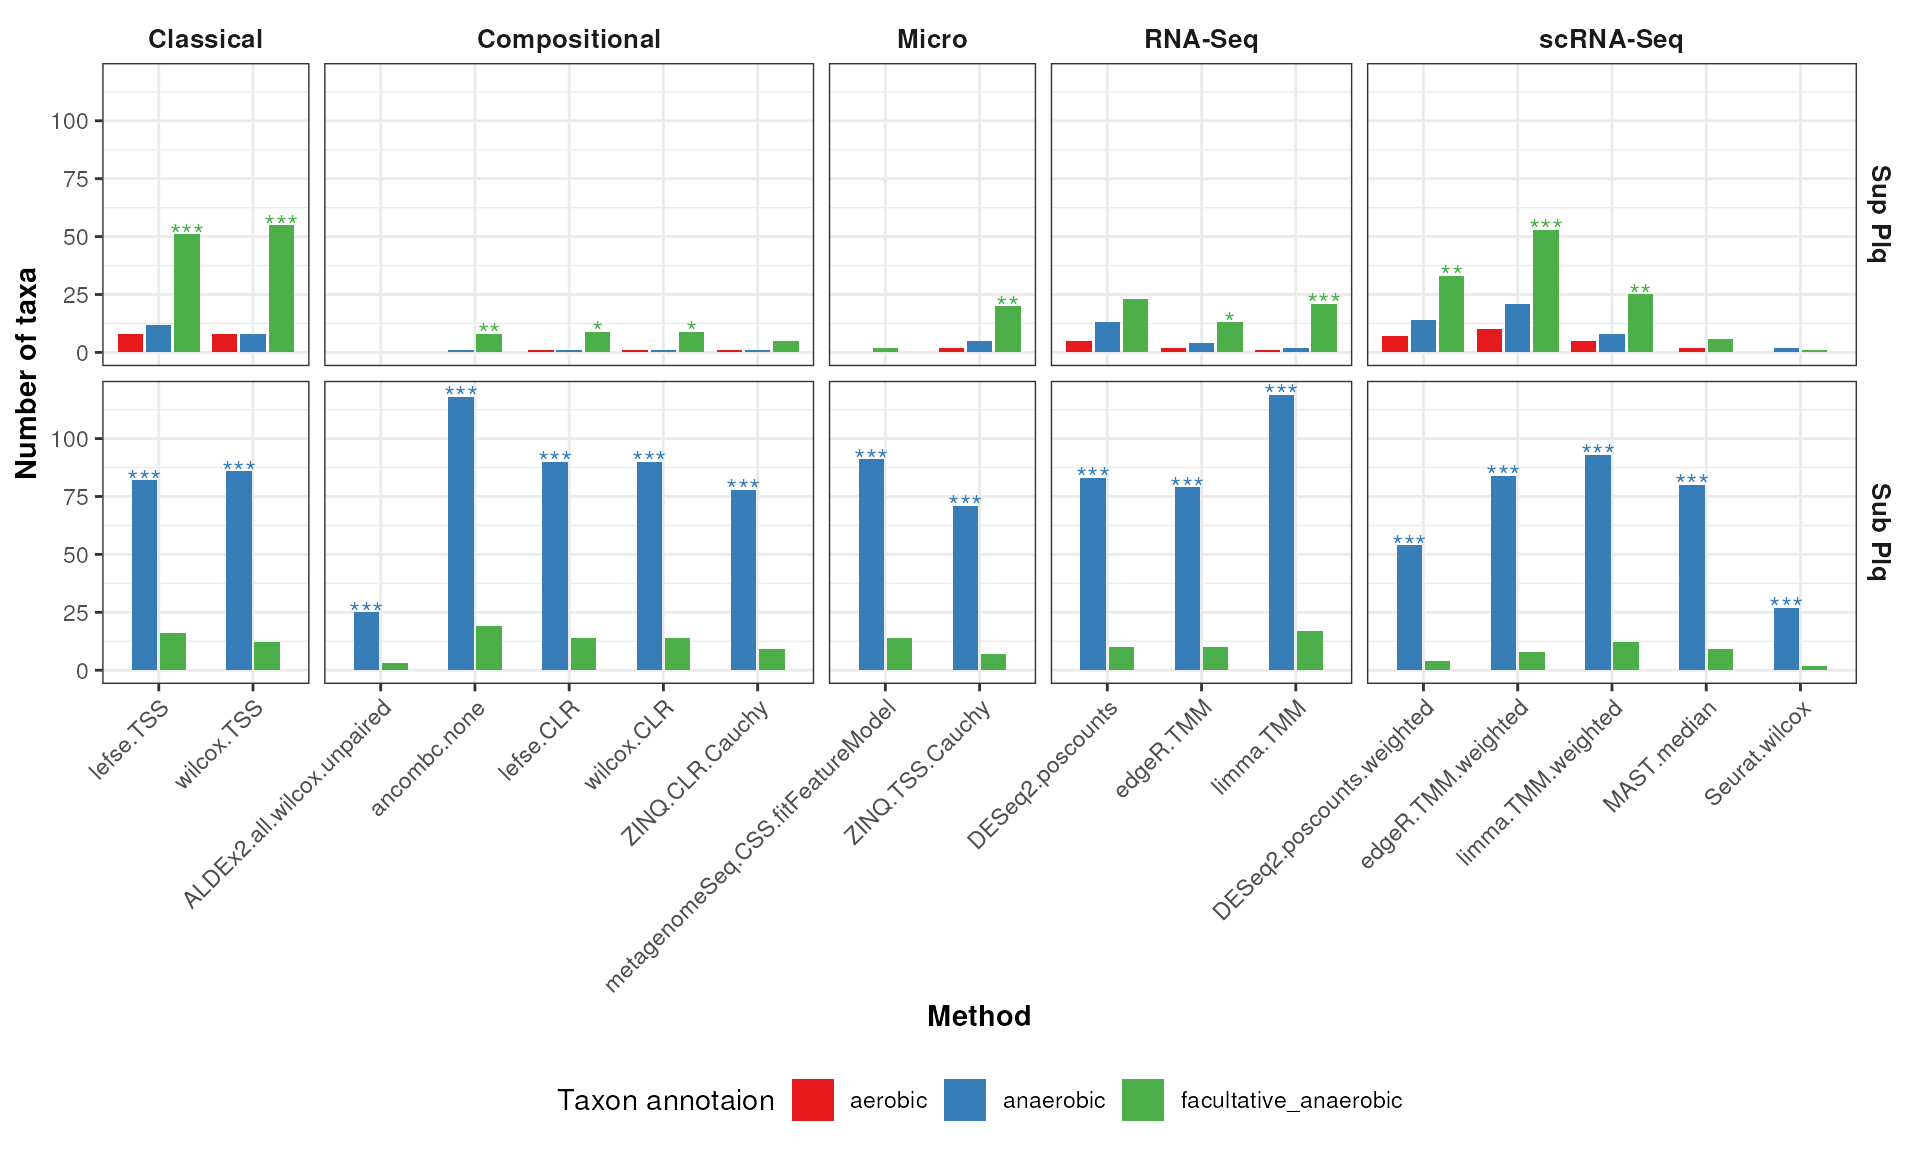 Classical Compositional Micro RNA-Seq scRNA-Seq
Number of taxa
100
75
50
25
0
*** ***
** * *
**
* ***
** *** **
Sup Plq
100
75
50
25
0
*** ***
*** *** *** *** ***
*** ***
*** *** ***
*** *** *** *** ***
Sub Plq
lefse.TSS
wilcox.TSS
ALDEx2.all.wilcox.unpaired
ancombc.none
lefse.CLR
wilcox.CLR
ZINQ.CLR.Cauchy
metagenomeSeq.CSS.fitFeatureModel
ZINQ.TSS.Cauchy
DESeq2.poscounts
edgeR.TMM
limma.TMM
DESeq2.poscounts.weighted
edgeR.TMM.weighted
limma.TMM.weighted
MAST.median
Seurat.wilcox
Method
Taxon annotaion aerobic anaerobic facultative_anaerobic